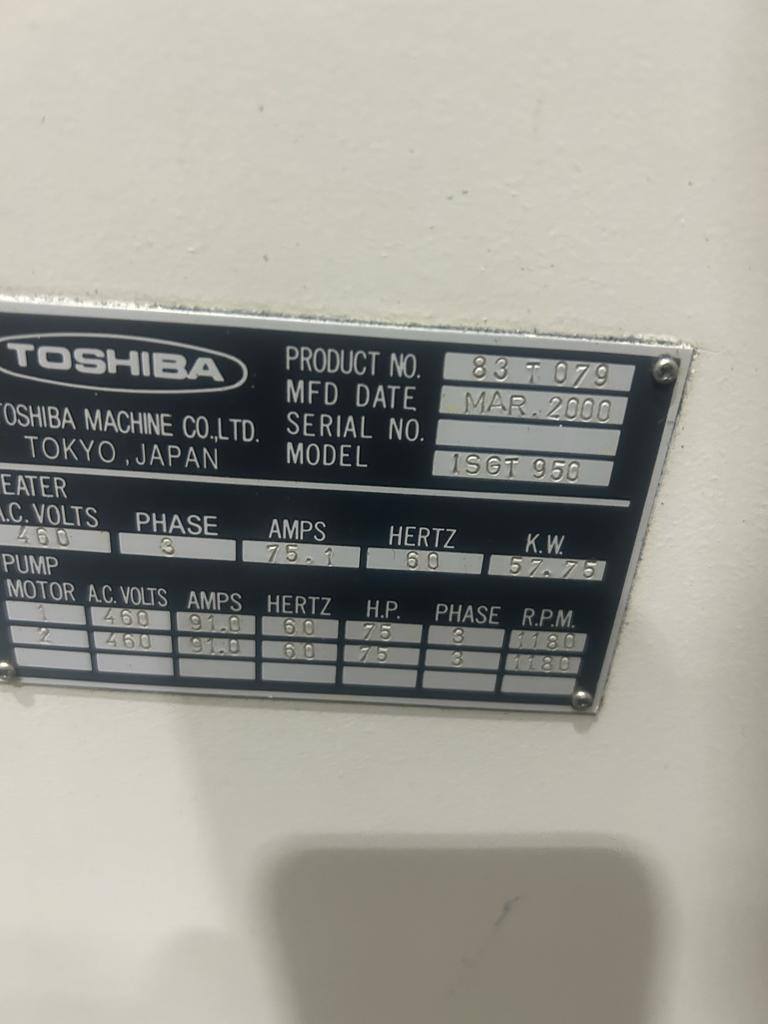 TOSHIBA
TOSHIBA MACHINE CO.,LTD.
TOKYO, JAPAN
PRODUCT NO. 83 T 079
MFD DATE MAR. 2000
SERIAL NO.
MODEL ISGT 950
EATER
A.C. VOLTS PHASE AMPS HERTZ K.W.
460 3 75.1 60 57.75
PUMP
MOTOR A.C. VOLTS AMPS HERTZ H.P. PHASE R.P.M.
1 460 91.0 60 75 3 1180
2 460 91.0 60 75 3 1180